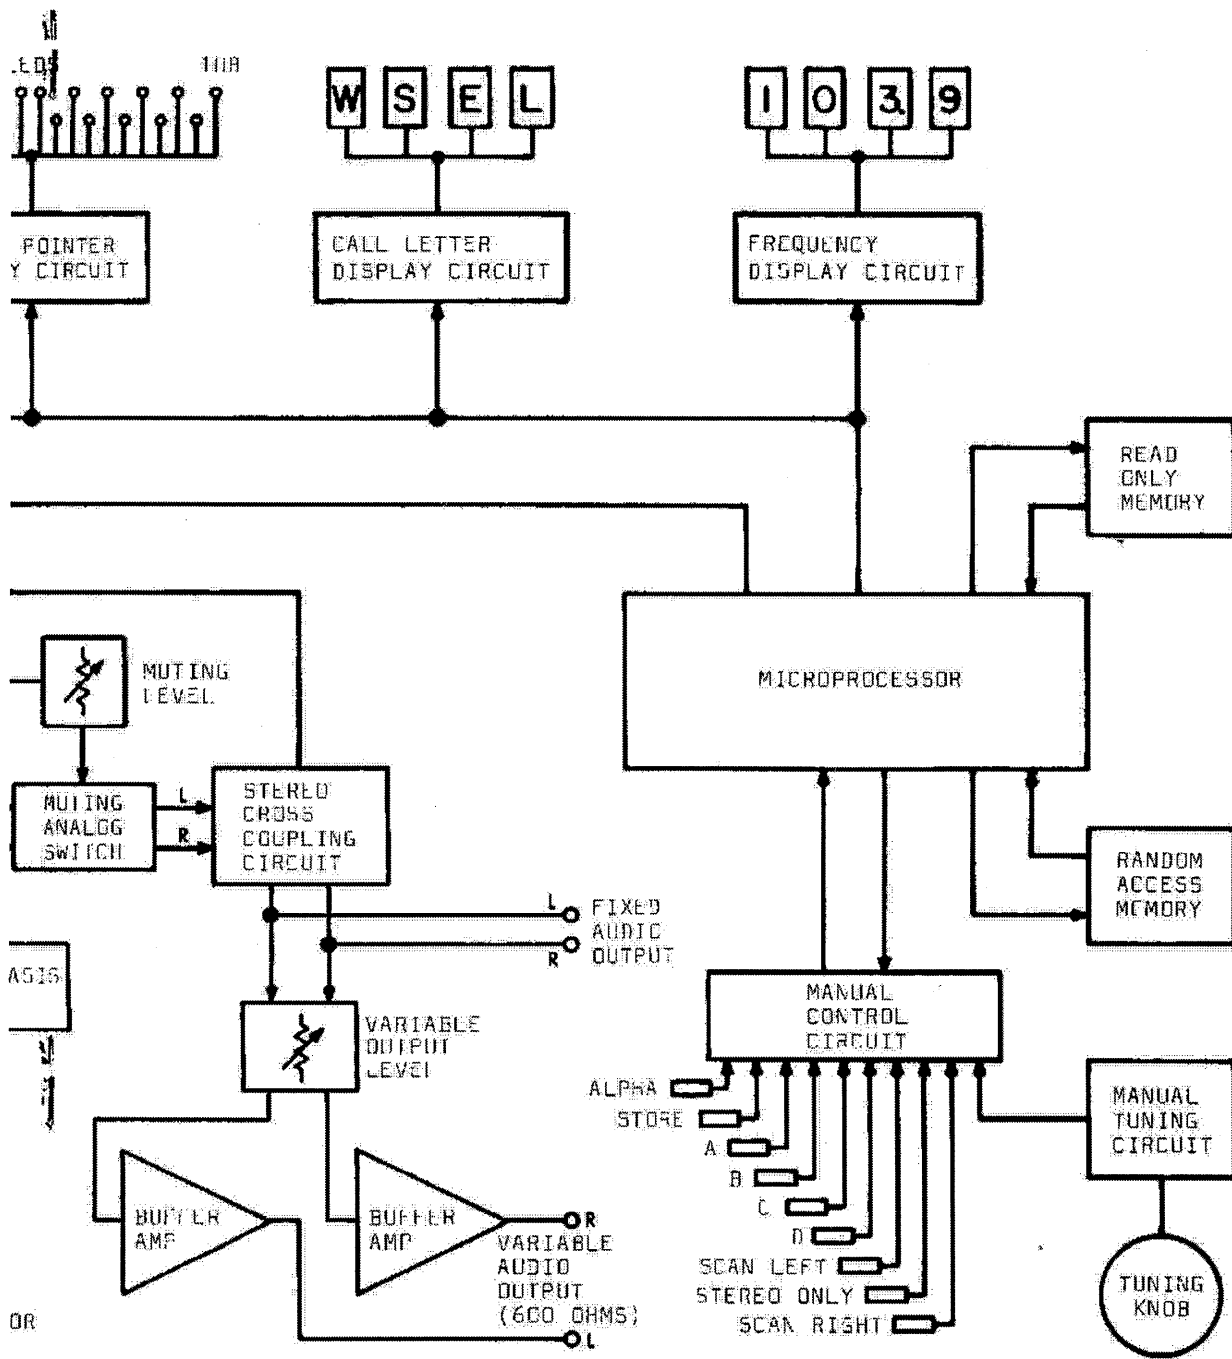 W S E L
1 0 3. 9
POINTER
Y CIRCUIT
CALL LETTER
DISPLAY CIRCUIT
FREQUENCY
DISPLAY CIRCUIT
READ
ONLY
MEMORY
MICROPROCESSOR
MUTING
LEVEL
MUTING
ANALOG
SWITCH
L
R
STEREO
CROSS
COUPLING
CIRCUIT
L
R
FIXED
AUDIO
OUTPUT
RANDOM
ACCESS
MEMORY
ASIS
VARIABLE
OUTPUT
LEVEL
MANUAL
CONTROL
CIRCUIT
ALPHA
STORE
A
B
C
D
SCAN LEFT
STEREO ONLY
SCAN RIGHT
MANUAL
TUNING
CIRCUIT
TUNING
KNOB
BUFFER
AMP
BUFFER
AMP
R
VARIABLE
AUDIO
OUTPUT
(600 OHMS)
L
OR